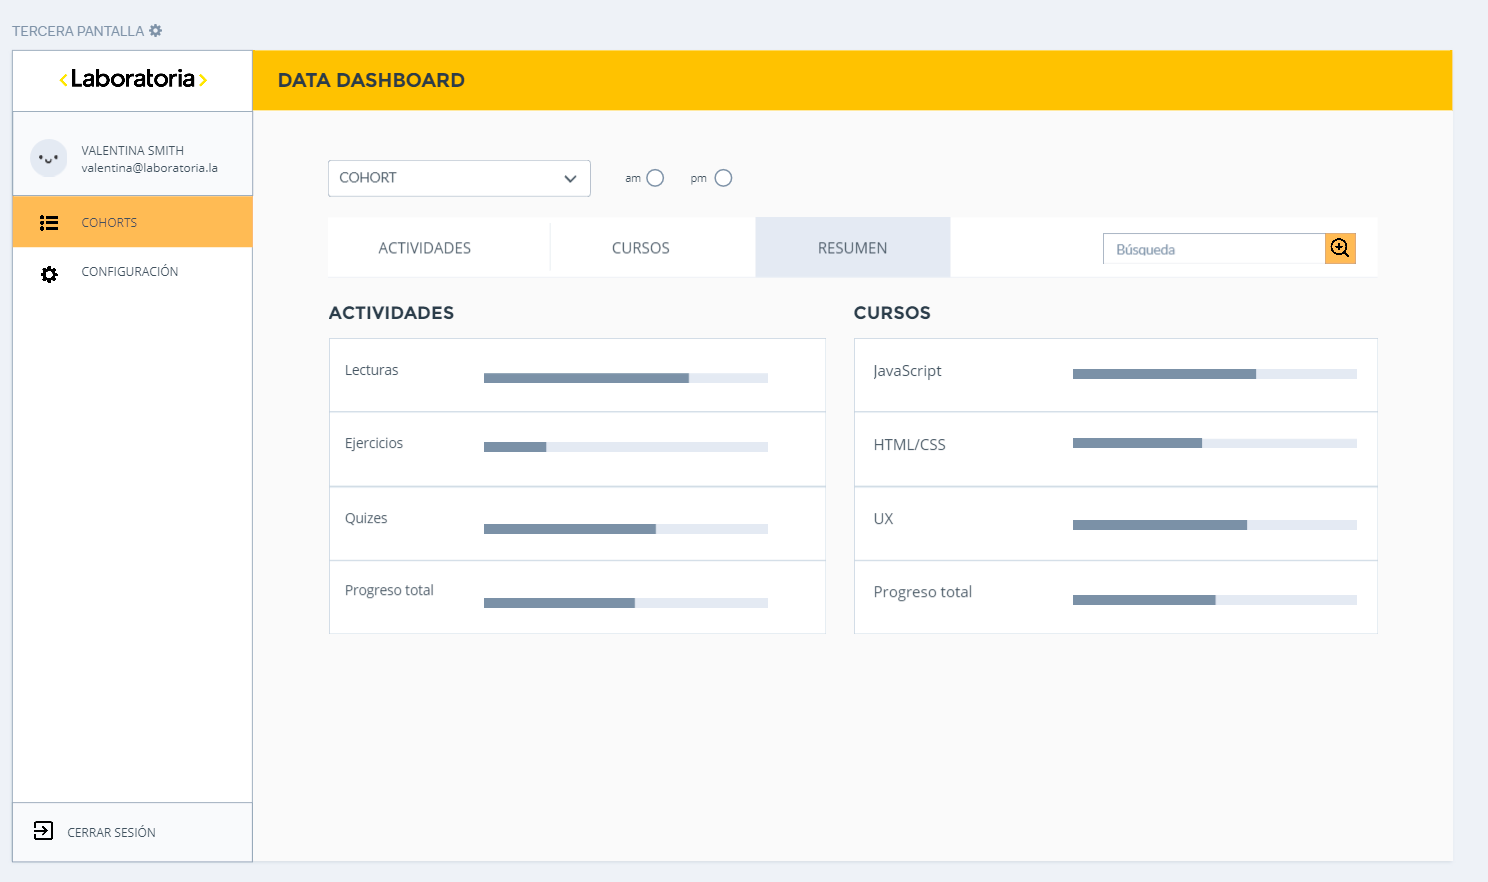 TERCERA PANTALLA
<Laboratoria>
DATA DASHBOARD
VALENTINA SMITH
valentina@laboratoria.la
COHORTS
CONFIGURACIÓN
CERRAR SESIÓN
COHORT
am
pm
ACTIVIDADES
CURSOS
RESUMEN
Búsqueda
ACTIVIDADES
Lecturas
Ejercicios
Quizes
Progreso total
CURSOS
JavaScript
HTML/CSS
UX
Progreso total